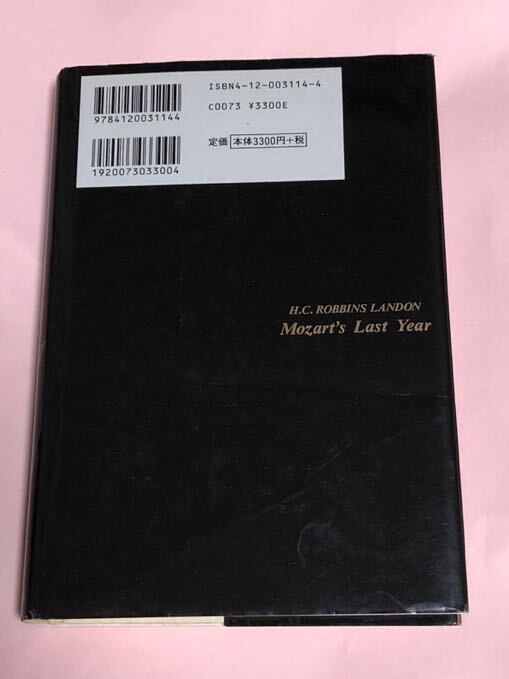 ISBN4-12-003114-4
9784120031144
C0073 ¥3300E
定価 本体3300円+税
1920073033004
H.C. ROBBINS LANDON
Mozart's Last Year